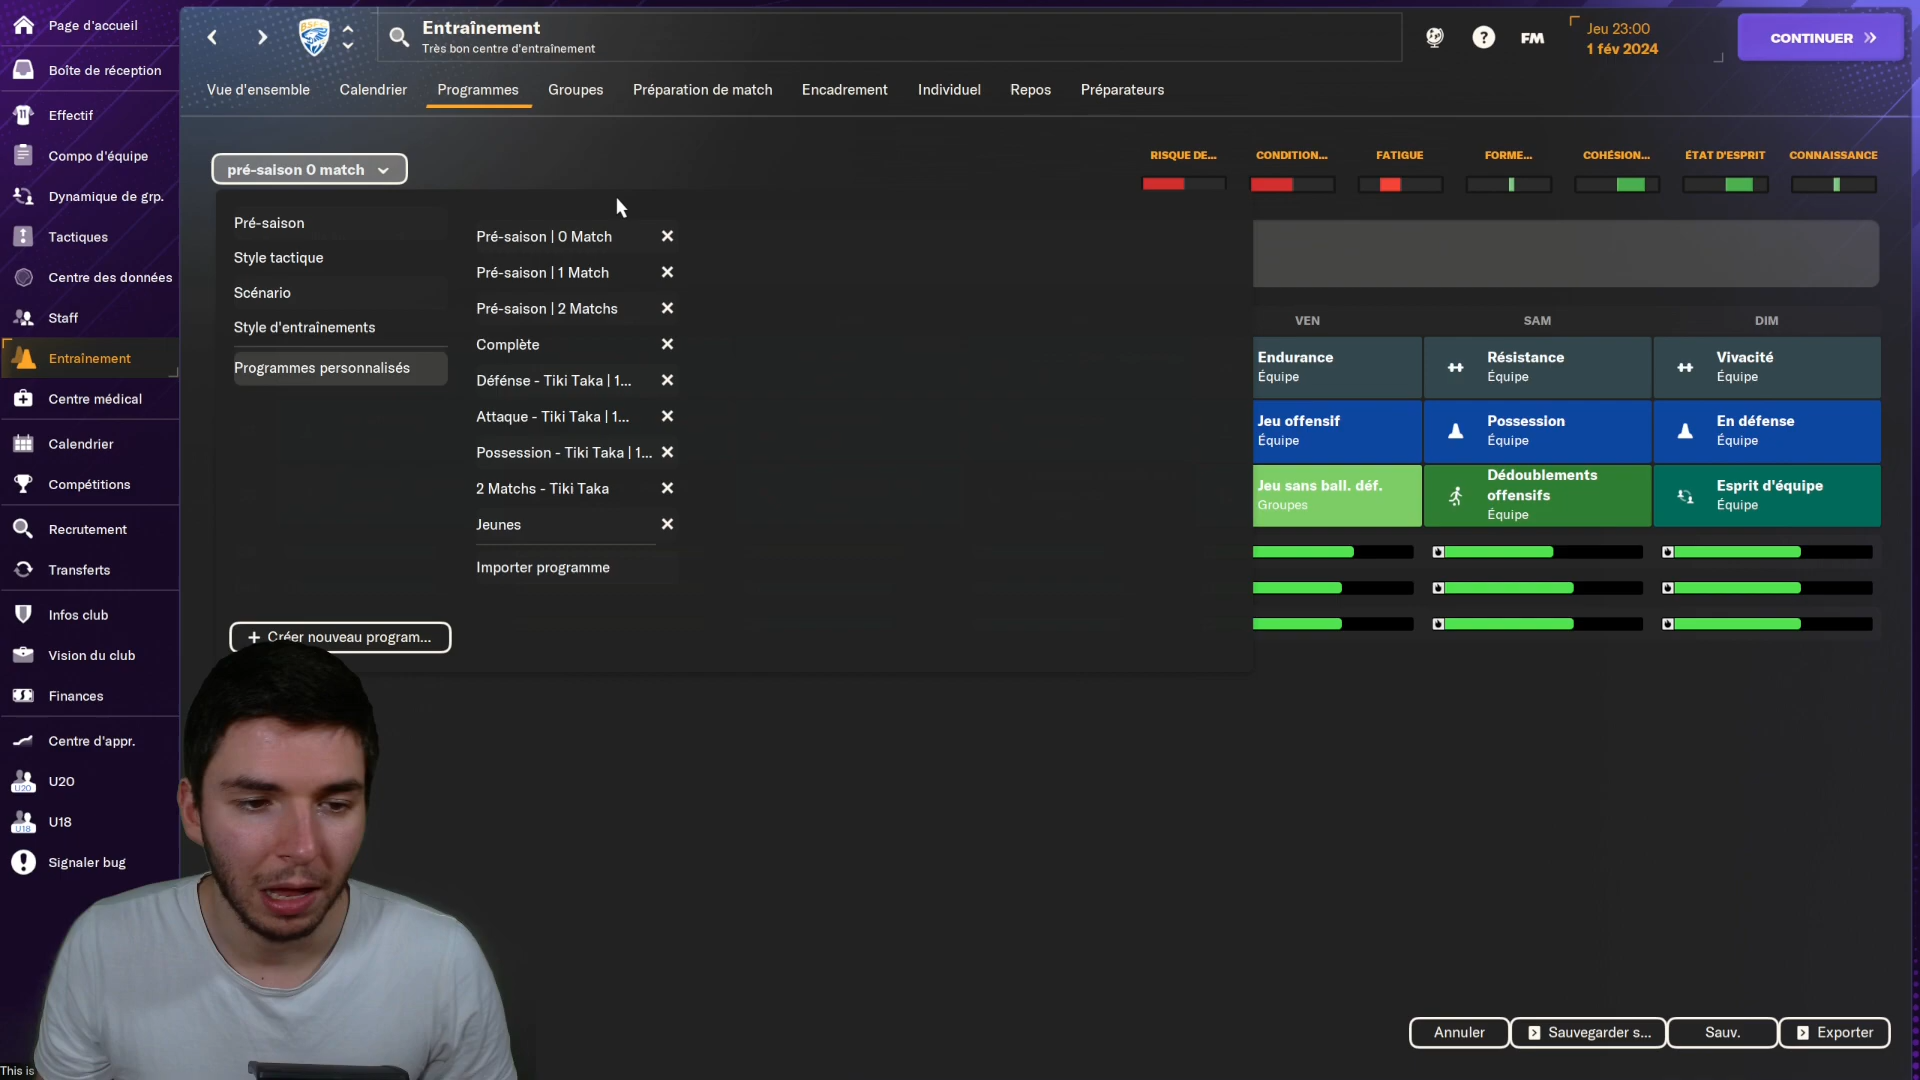 Page d'accueil
Boîte de réception
Effectif
Compo d'équipe
Dynamique de grp.
Tactiques
Centre des données
Staff
Entraînement
Centre médical
Calendrier
Compétitions
Recrutement
Transferts
Infos club
Vision du club
Finances
Centre d'appr.
U20
U20
U18
U18
Signaler bug
This is
Entraînement
Très bon centre d'entraînement
FM
Jeu 23:00
1 fév 2024
CONTINUER
Vue d'ensemble
Calendrier
Programmes
Groupes
Préparation de match
Encadrement
Individuel
Repos
Préparateurs
pré-saison 0 match
RISQUE DE...
CONDITION...
FATIGUE
FORME...
COHÉSION...
ÉTAT D'ESPRIT
CONNAISSANCE
Pré-saison
Style tactique
Scénario
Style d'entraînements
Programmes personnalisés
Pré-saison | 0 Match
Pré-saison | 1 Match
Pré-saison | 2 Matchs
Complète
Défénse - Tiki Taka | 1...
Attaque - Tiki Taka | 1...
Possession - Tiki Taka | 1...
2 Matchs - Tiki Taka
Jeunes
Importer programme
+ Créer nouveau program...
VEN
SAM
DIM
Endurance
Équipe
Résistance
Équipe
Vivacité
Équipe
Jeu offensif
Équipe
Possession
Équipe
En défense
Équipe
Jeu sans ball. déf.
Groupes
Dédoublements
offensifs
Équipe
Esprit d'équipe
Équipe
Annuler
Sauvegarder s...
Sauv.
Exporter